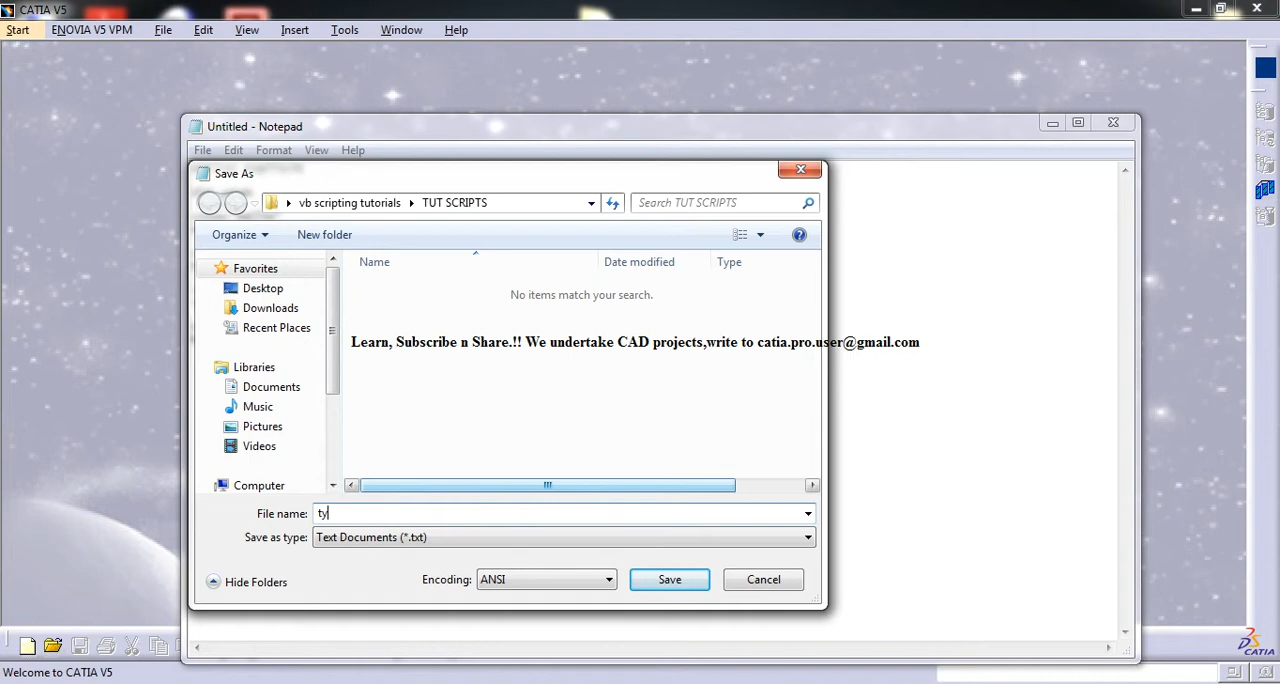 CATIA V5
Start ENOVIA V5 VPM File Edit View Insert Tools Window Help
Untitled - Notepad
File Edit Format View Help
Save As
vb scripting tutorials TUT SCRIPTS Search TUT SCRIPTS
Organize New folder
Name Date modified Type
Favorites
No items match your search.
Desktop
Downloads
Recent Places
Learn, Subscribe n Share.!! We undertake CAD projects,write to catia.pro.user@gmail.com
Libraries
Documents
Music
Pictures
Videos
Computer
File name: ty
Save as type: Text Documents (*.txt)
Hide Folders Encoding: ANSI Save Cancel
CATIA
Welcome to CATIA V5